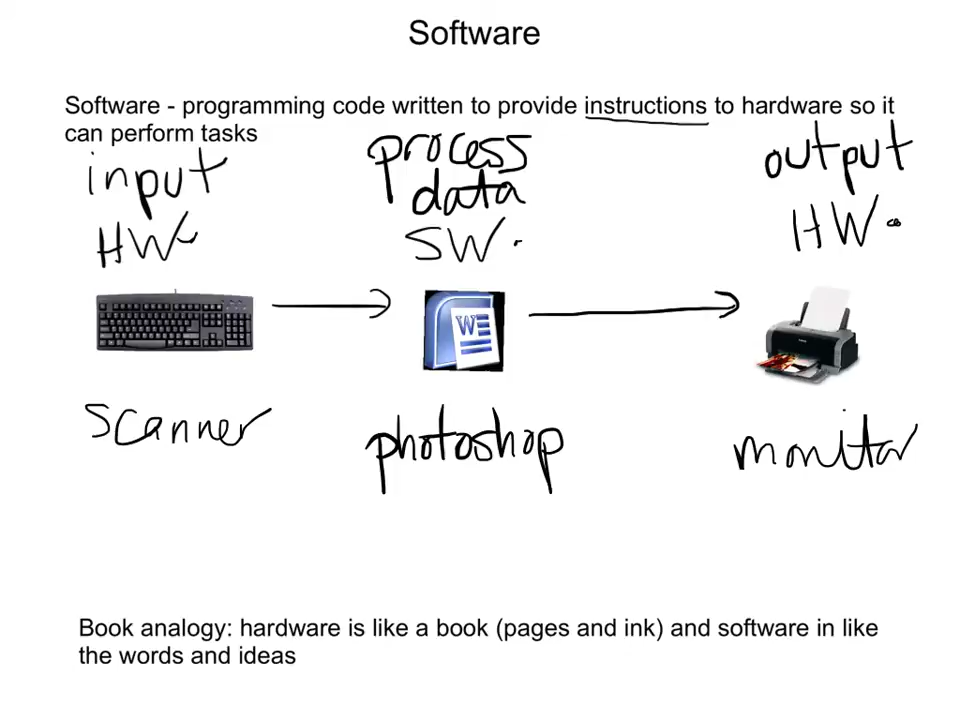 Software
Software - programming code written to provide instructions to hardware so it
can perform tasks
input
HW
process
data
SW
output
HW
W
scanner
photoshop
monitor
Book analogy: hardware is like a book (pages and ink) and software in like
the words and ideas